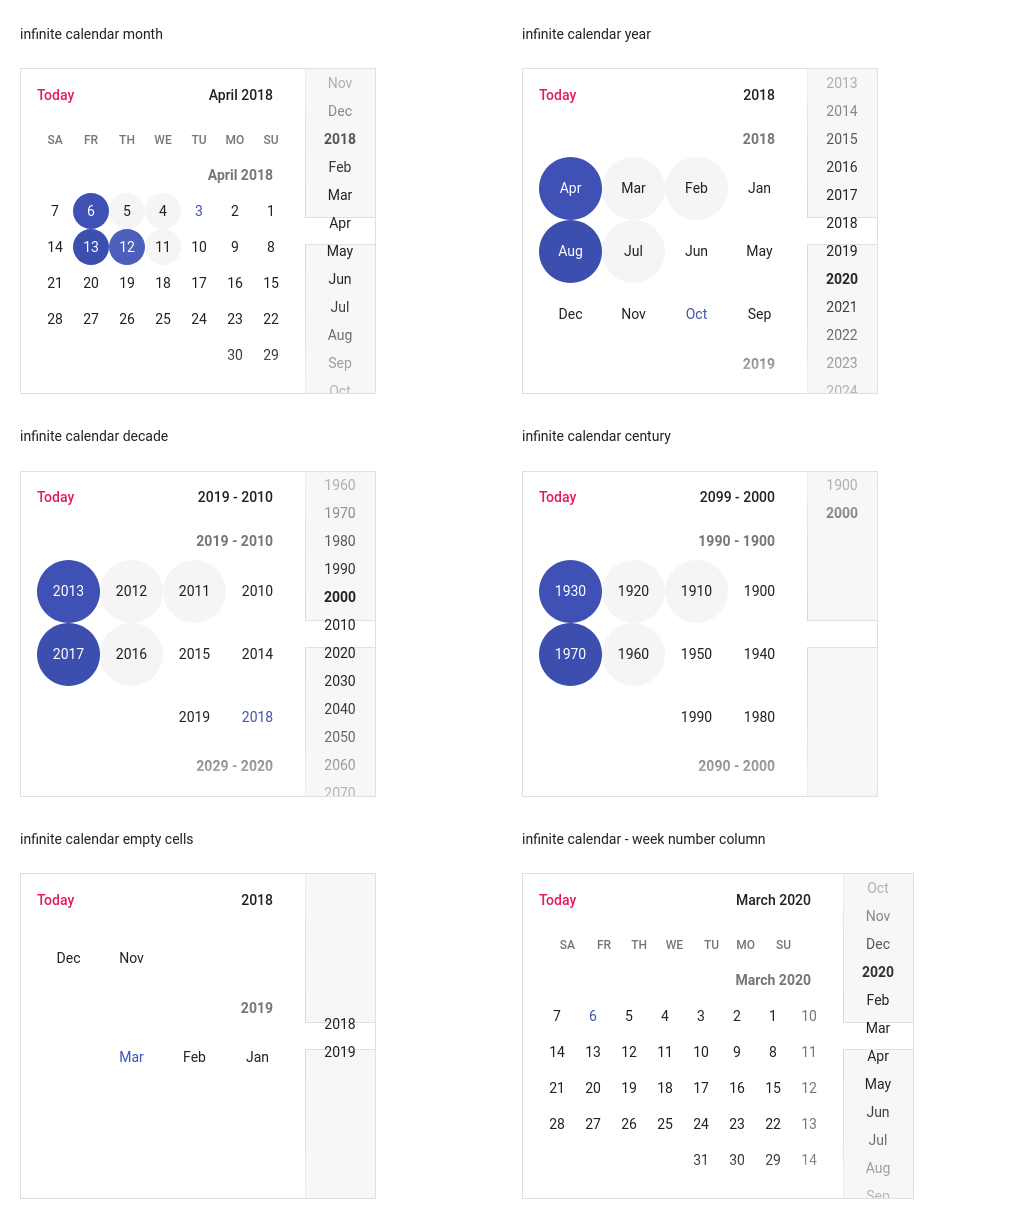 infinite calendar month
Today April 2018
SA FR TH WE TU MO SU
April 2018
7 6 5 4 3 2 1
14 13 12 11 10 9 8
21 20 19 18 17 16 15
28 27 26 25 24 23 22
30 29
Nov
Dec
2018
Feb
Mar
Apr
May
Jun
Jul
Aug
Sep
Oct
infinite calendar year
Today 2018
2018
Apr Mar Feb Jan
Aug Jul Jun May
Dec Nov Oct Sep
2019
2013
2014
2015
2016
2017
2018
2019
2020
2021
2022
2023
2024
infinite calendar decade
Today 2019 - 2010
2019 - 2010
2013 2012 2011 2010
2017 2016 2015 2014
2019 2018
2029 - 2020
1960
1970
1980
1990
2000
2010
2020
2030
2040
2050
2060
2070
infinite calendar century
Today 2099 - 2000
1990 - 1900
1930 1920 1910 1900
1970 1960 1950 1940
1990 1980
2090 - 2000
1900
2000
infinite calendar empty cells
Today 2018
Dec Nov
2019
Mar Feb Jan
2018
2019
infinite calendar - week number column
Today March 2020
SA FR TH WE TU MO SU
March 2020
7 6 5 4 3 2 1 10
14 13 12 11 10 9 8 11
21 20 19 18 17 16 15 12
28 27 26 25 24 23 22 13
31 30 29 14
Oct
Nov
Dec
2020
Feb
Mar
Apr
May
Jun
Jul
Aug
Sep